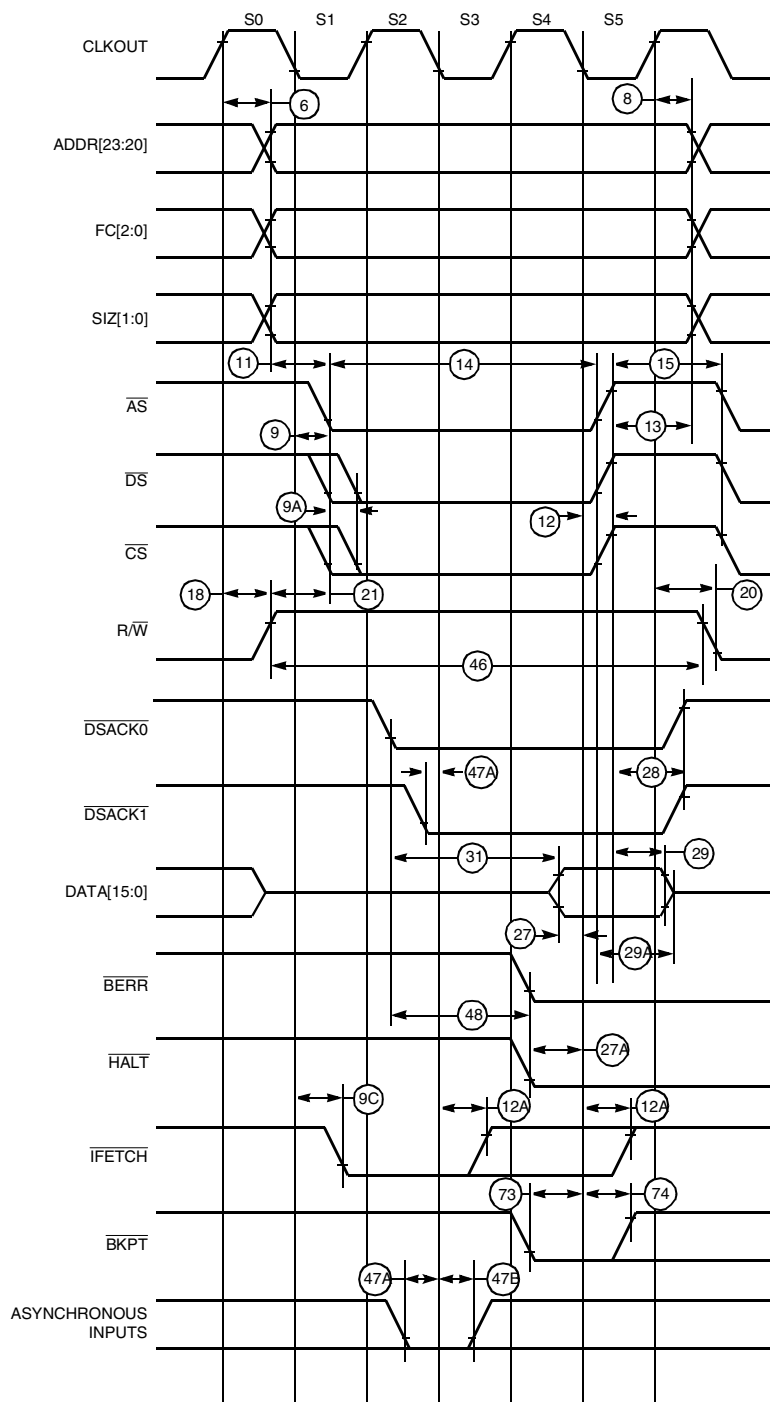 S0 S1 S2 S3 S4 S5
CLKOUT
6 8
ADDR[23:20]
FC[2:0]
SIZ[1:0]
11 14 15
AS
9 13
DS
9A 12
CS
18 21 20
R/W
46
DSACK0
47A 28
DSACK1
31 29
DATA[15:0]
27 29A
BERR
48 27A
HALT
9C 12A 12A
IFETCH
73 74
BKPT
47A 47B
ASYNCHRONOUS
INPUTS